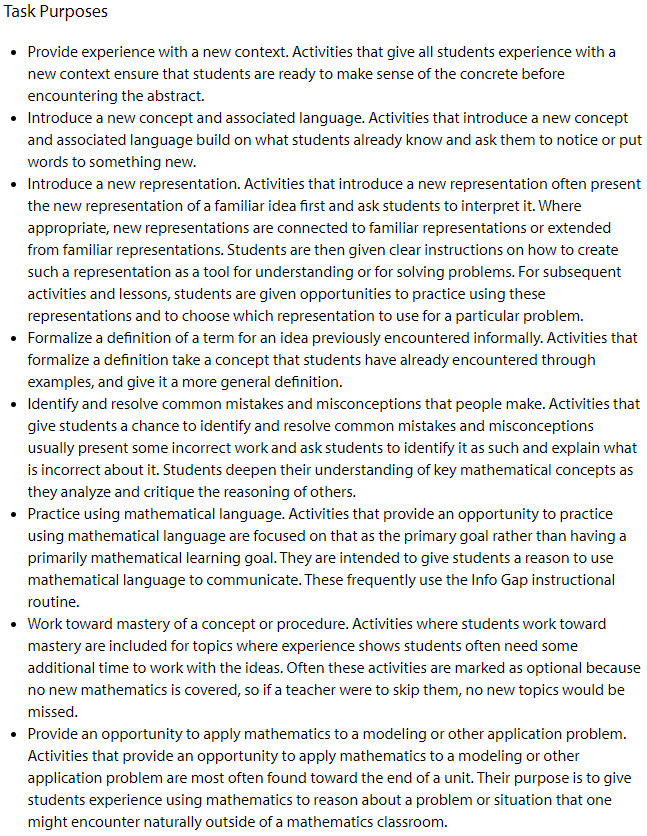 Task Purposes
• Provide experience with a new context. Activities that give all students experience with a
new context ensure that students are ready to make sense of the concrete before
encountering the abstract.
• Introduce a new concept and associated language. Activities that introduce a new concept
and associated language build on what students already know and ask them to notice or put
words to something new.
• Introduce a new representation. Activities that introduce a new representation often present
the new representation of a familiar idea first and ask students to interpret it. Where
appropriate, new representations are connected to familiar representations or extended
from familiar representations. Students are then given clear instructions on how to create
such a representation as a tool for understanding or for solving problems. For subsequent
activities and lessons, students are given opportunities to practice using these
representations and to choose which representation to use for a particular problem.
• Formalize a definition of a term for an idea previously encountered informally. Activities that
formalize a definition take a concept that students have already encountered through
examples, and give it a more general definition.
• Identify and resolve common mistakes and misconceptions that people make. Activities that
give students a chance to identify and resolve common mistakes and misconceptions
usually present some incorrect work and ask students to identify it as such and explain what
is incorrect about it. Students deepen their understanding of key mathematical concepts as
they analyze and critique the reasoning of others.
• Practice using mathematical language. Activities that provide an opportunity to practice
using mathematical language are focused on that as the primary goal rather than having a
primarily mathematical learning goal. They are intended to give students a reason to use
mathematical language to communicate. These frequently use the Info Gap instructional
routine.
• Work toward mastery of a concept or procedure. Activities where students work toward
mastery are included for topics where experience shows students often need some
additional time to work with the ideas. Often these activities are marked as optional because
no new mathematics is covered, so if a teacher were to skip them, no new topics would be
missed.
• Provide an opportunity to apply mathematics to a modeling or other application problem.
Activities that provide an opportunity to apply mathematics to a modeling or other
application problem are most often found toward the end of a unit. Their purpose is to give
students experience using mathematics to reason about a problem or situation that one
might encounter naturally outside of a mathematics classroom.